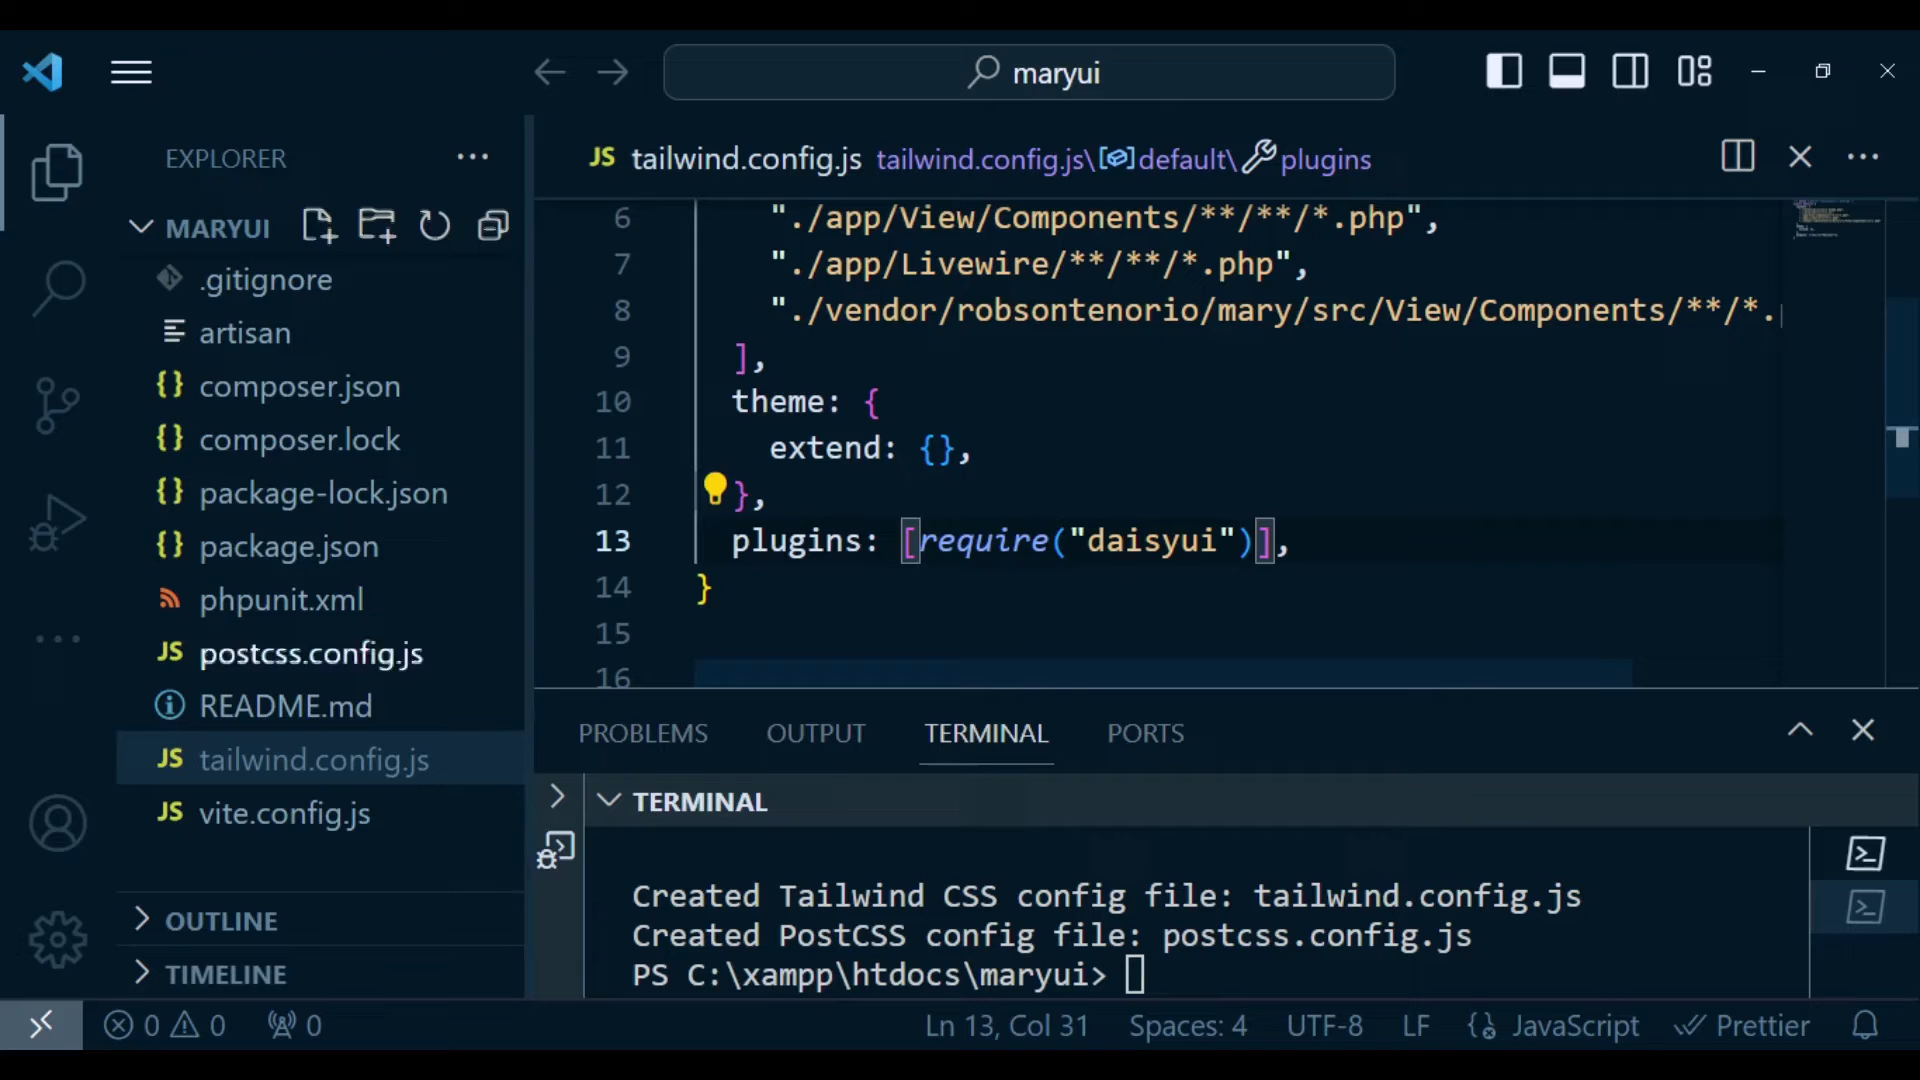 maryui
EXPLORER
MARYUI
.gitignore
artisan
composer.json
composer.lock
package-lock.json
package.json
phpunit.xml
JS postcss.config.js
README.md
JS tailwind.config.js
JS vite.config.js
OUTLINE
TIMELINE
JS tailwind.config.js tailwind.config.js\default\plugins
6 "./app/View/Components/**/**/*.php",
7 "./app/Livewire/**/**/*.php",
8 "./vendor/robsontenorio/mary/src/View/Components/**/*.
9 ],
10 theme: {
11 extend: {},
12 },
13 plugins: [require("daisyui")],
14 }
15
16
PROBLEMS OUTPUT TERMINAL PORTS
TERMINAL
Created Tailwind CSS config file: tailwind.config.js
Created PostCSS config file: postcss.config.js
PS C:\xampp\htdocs\maryui>
0 0 0 Ln 13, Col 31 Spaces: 4 UTF-8 LF JavaScript Prettier